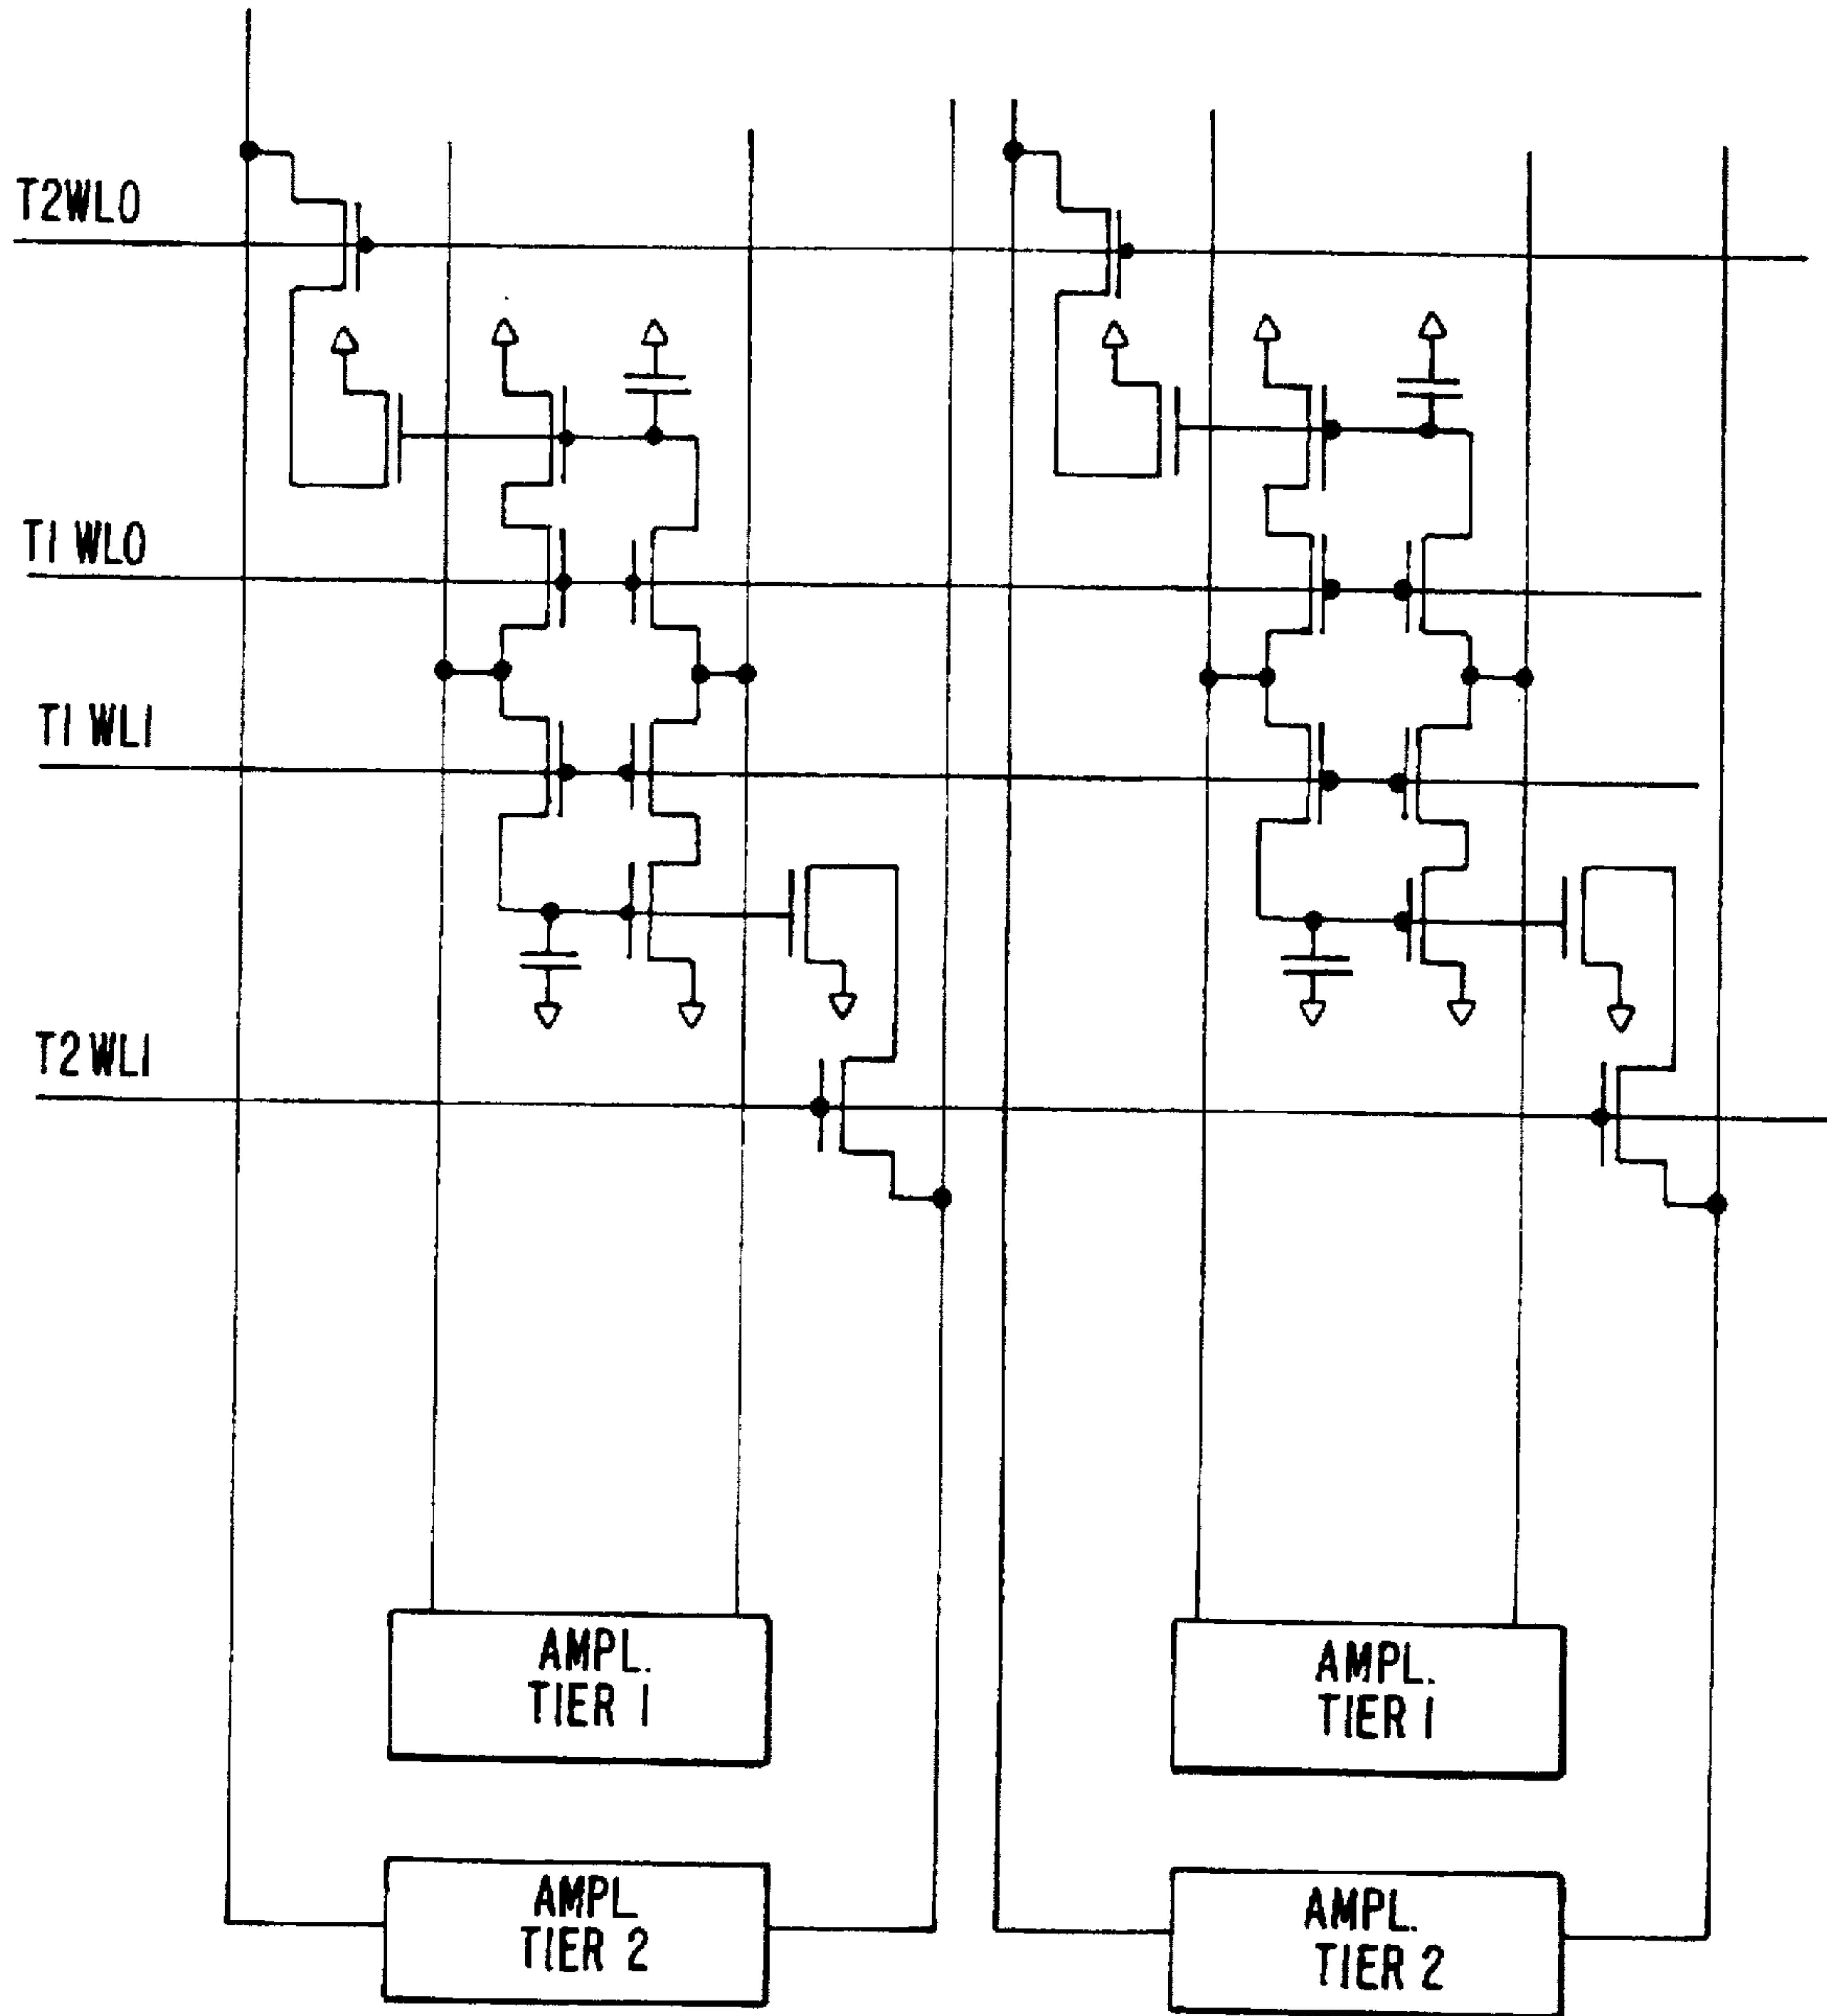 T2WL0
T1 WL0
T1 WL1
T2 WL1
AMPL.
TIER 1
AMPL.
TIER 1
AMPL
TIER 2
AMPL.
TIER 2